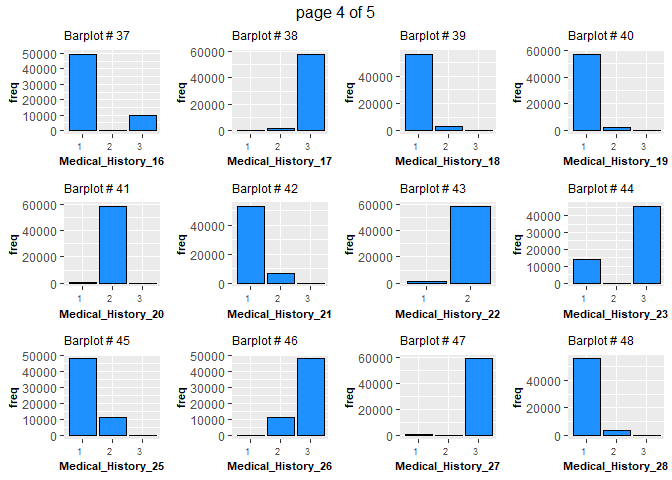 page 4 of 5
Barplot # 37
50000
40000
30000
20000
10000
0
freq
1 2 3
Medical_History_16
Barplot # 38
60000
40000
20000
0
freq
1 2 3
Medical_History_17
Barplot # 39
40000
20000
0
freq
1 2 3
Medical_History_18
Barplot # 40
40000
20000
0
freq
1 2 3
Medical_History_19
Barplot # 41
60000
40000
20000
0
freq
1 2 3
Medical_History_20
Barplot # 42
40000
20000
0
freq
1 2 3
Medical_History_21
Barplot # 43
60000
40000
20000
0
freq
1 2
Medical_History_22
Barplot # 44
40000
30000
20000
10000
0
freq
1 2 3
Medical_History_23
Barplot # 45
50000
40000
30000
20000
10000
0
freq
1 2 3
Medical_History_25
Barplot # 46
50000
40000
30000
20000
10000
0
freq
1 2 3
Medical_History_26
Barplot # 47
60000
40000
20000
0
freq
1 2 3
Medical_History_27
Barplot # 48
40000
20000
0
freq
1 2 3
Medical_History_28